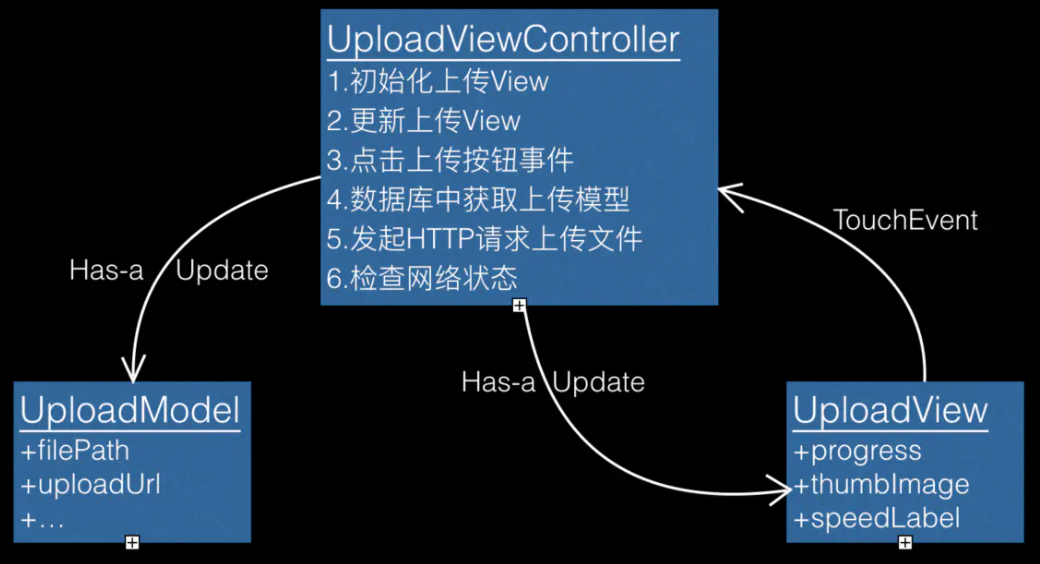 UploadViewController
1.初始化上传View
2.更新上传View
3.点击上传按钮事件
4.数据库中获取上传模型
5.发起HTTP请求上传文件
6.检查网络状态
TouchEvent
Has-a Update
Has-a Update
UploadModel
+filePath
+uploadUrl
+...
UploadView
+progress
+thumbImage
+speedLabel